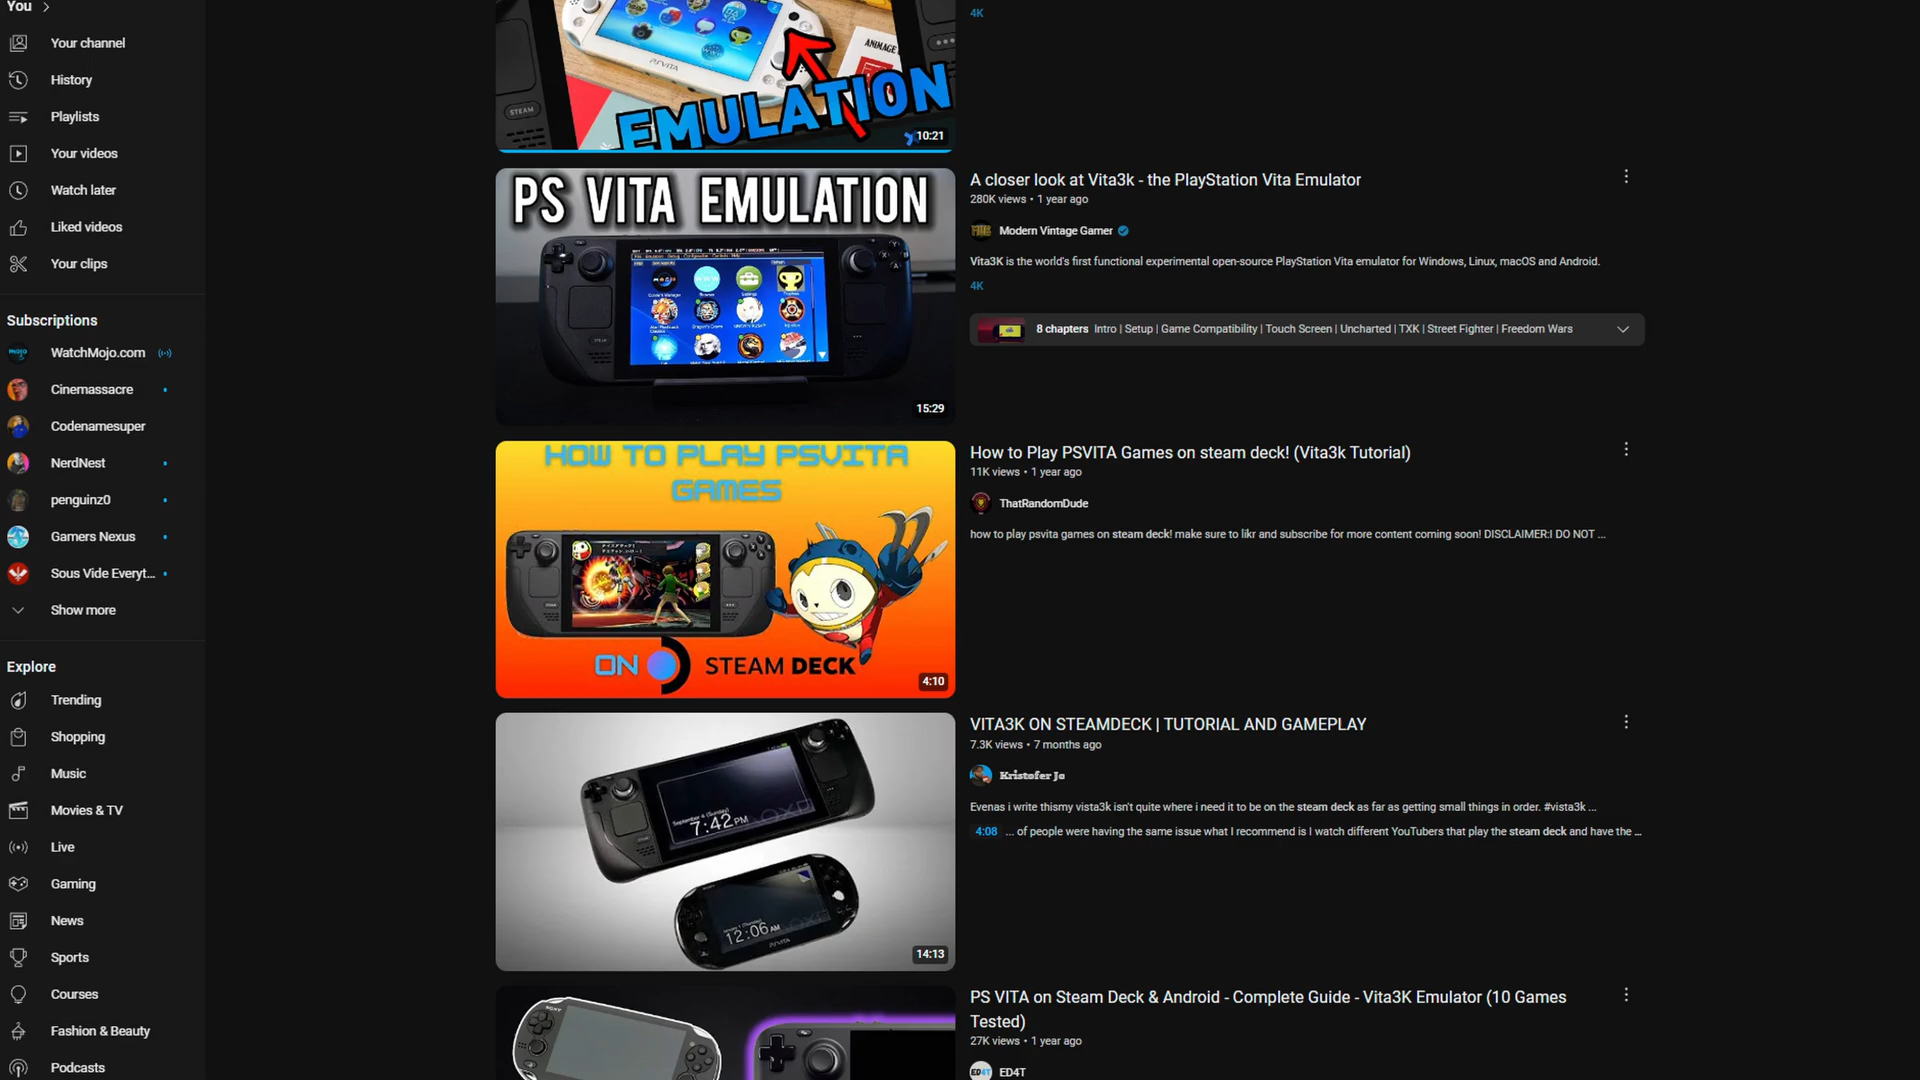 You
Your channel
History
Playlists
Your videos
Watch later
Liked videos
Your clips
Subscriptions
WatchMojo.com
Cinemassacre
Codenamesuper
NerdNest
penguinz0
Gamers Nexus
Sous Vide Everyt...
Show more
Explore
Trending
Shopping
Music
Movies & TV
Live
Gaming
News
Sports
Courses
Fashion & Beauty
Podcasts
PSVITA
ANIMAGE
STEAM
EMULATION
10:21
4K
PS VITA EMULATION
15:29
A closer look at Vita3k - the PlayStation Vita Emulator
280K views • 1 year ago
Modern Vintage Gamer
Vita3K is the world's first functional experimental open-source PlayStation Vita emulator for Windows, Linux, macOS and Android.
4K
8 chapters Intro | Setup | Game Compatibility | Touch Screen | Uncharted | TXK | Street Fighter | Freedom Wars
HOW TO PLAY PSVITA
GAMES
ON STEAM DECK
4:10
How to Play PSVITA Games on steam deck! (Vita3k Tutorial)
11K views • 1 year ago
ThatRandomDude
how to play psvita games on steam deck! make sure to likr and subscribe for more content coming soon! DISCLAIMER:I DO NOT ...
September 4 (Sunday)
7:42 PM
12:06 AM
PSVITA
14:13
VITA3K ON STEAMDECK | TUTORIAL AND GAMEPLAY
7.3K views • 7 months ago
Kristofer Jo
Evenas i write thismy vista3k isn't quite where i need it to be on the steam deck as far as getting small things in order. #vista3k ...
4:08 ... of people were having the same issue what I recommend is I watch different YouTubers that play the steam deck and have the ...
SONY
PS VITA on Steam Deck & Android - Complete Guide - Vita3K Emulator (10 Games
Tested)
27K views • 1 year ago
ED4T
ED4T